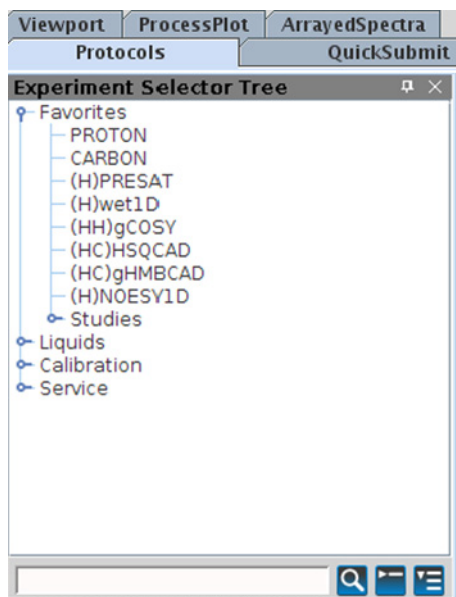 Viewport ProcessPlot ArrayedSpectra
Protocols QuickSubmit
Experiment Selector Tree
Favorites
PROTON
CARBON
(H)PRESAT
(H)wet1D
(HH)gCOSY
(HC)HSQCAD
(HC)gHMBCAD
(H)NOESY1D
Studies
Liquids
Calibration
Service